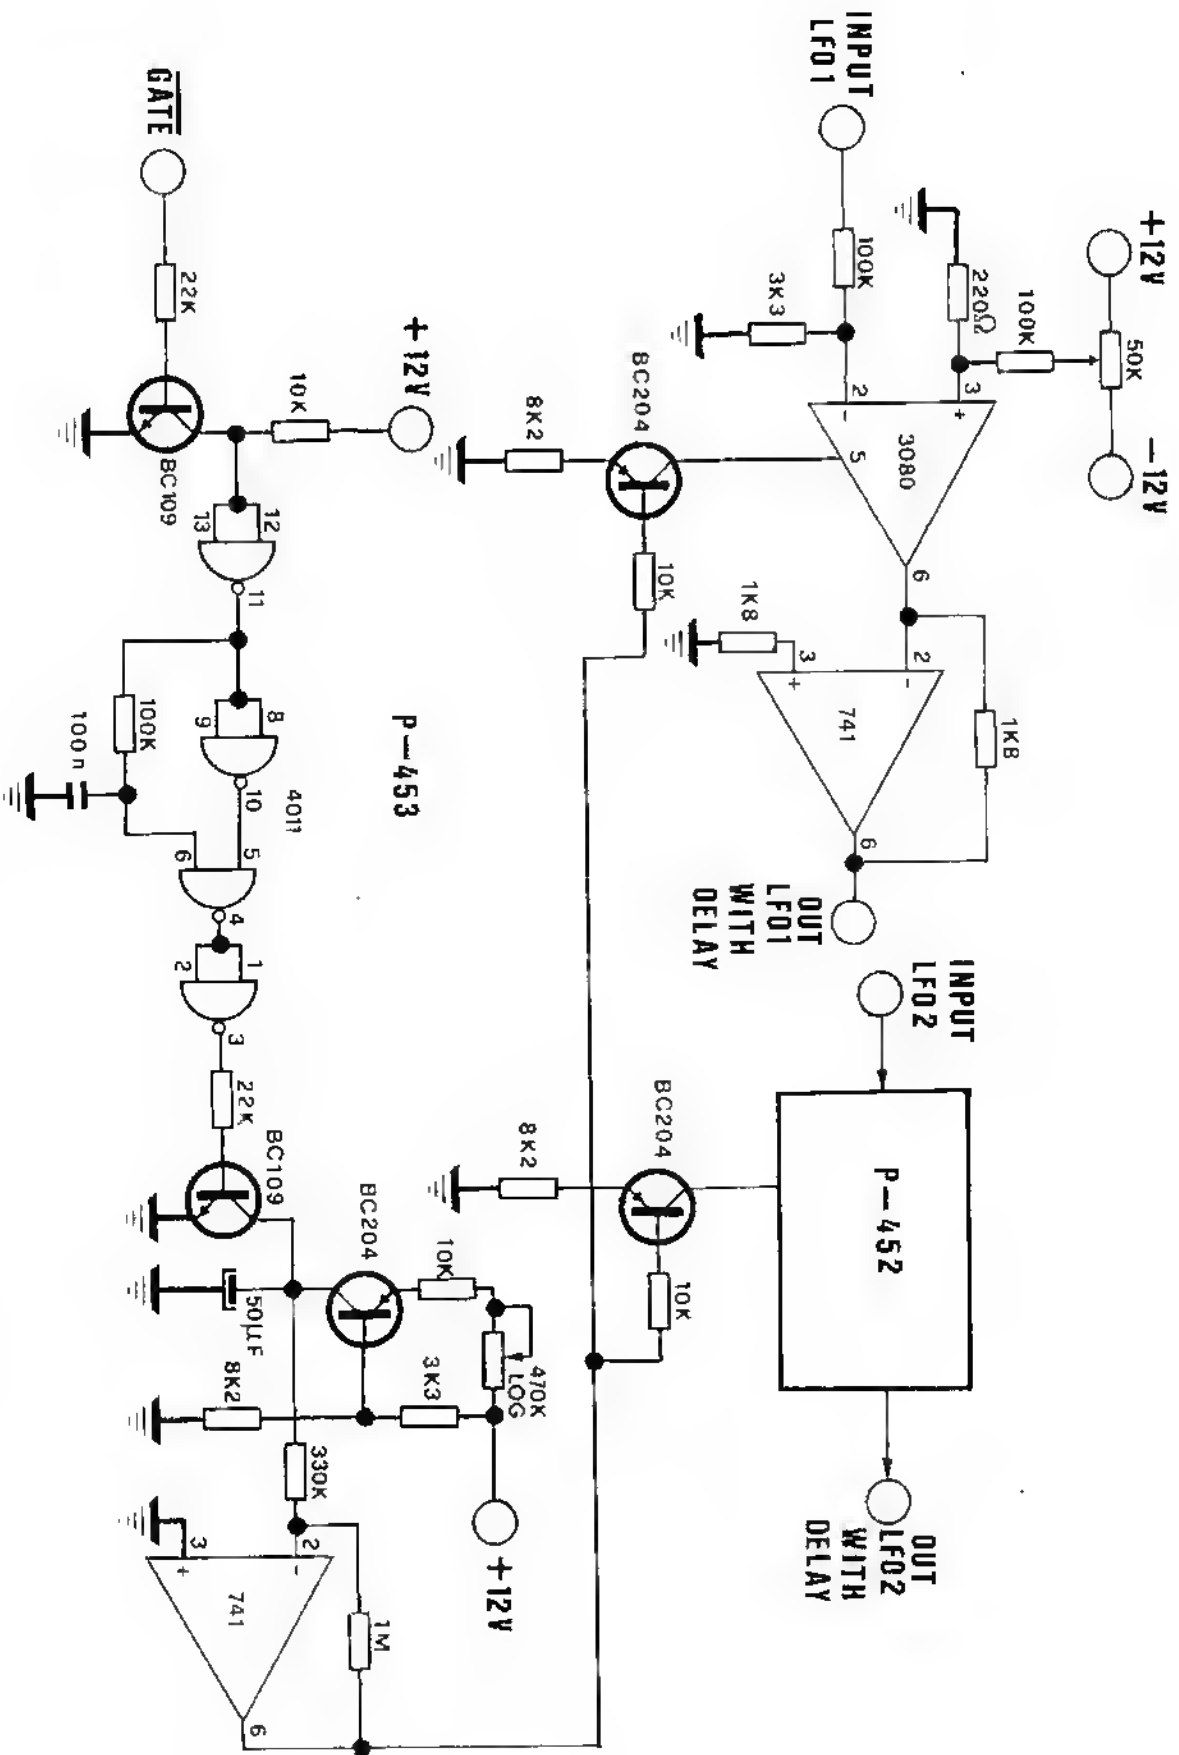 +12V
50K
-12V
100K
220Ω
INPUT
LFO1
100K
3K3
3
+
2
-
3080
5
6
BC204
8K2
10K
1K8
3
+
2
-
741
1K8
6
OUT
LFO1
WITH
DELAY
INPUT
LFO2
P-452
OUT
LFO2
WITH
DELAY
BC204
8K2
10K
P-453
+12V
10K
GATE
22K
BC109
12
13
11
100K
100n
8
9
10
4011
5
6
4
1
2
3
22K
BC109
50µF
BC204
10K
470K
LOG
3K3
8K2
+12V
330K
3
+
2
-
741
1M
6